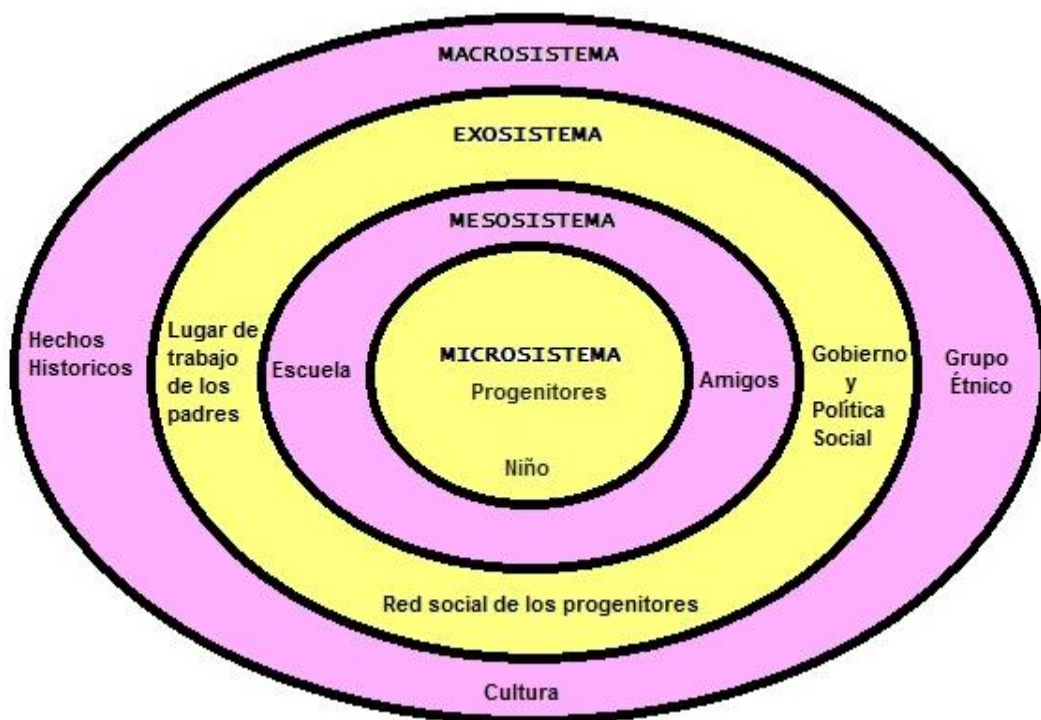 MACROSISTEMA
EXOSISTEMA
MESOSISTEMA
Hechos
Historicos
Lugar de
trabajo
de los
padres
Escuela
MICROSISTEMA
Progenitores
Niño
Amigos
Gobierno
y
Política
Social
Grupo
Étnico
Red social de los progenitores
Cultura